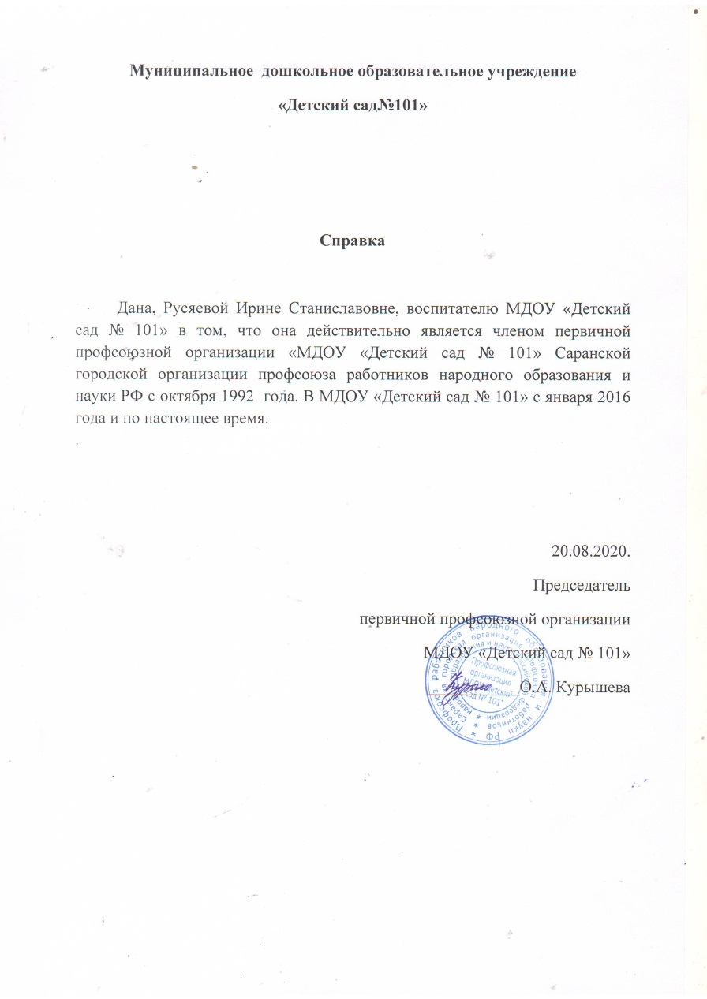 Муниципальное  дошкольное образовательное учреждение
«Детский сад№101»
Справка
Дана, Русяевой Ирине Станиславовне, воспитателю МДОУ «Детский
сад № 101» в том, что она действительно является членом первичной
профсоюзной организации «МДОУ «Детский сад № 101» Саранской
городской организации профсоюза работников народного образования и
науки РФ с октября 1992  года. В МДОУ «Детский сад № 101» с января 2016
года и по настоящее время.
.
20.08.2020.
Председатель
первичной профсоюзной организации
МДОУ «Детский сад № 101»
____________О.А. Курышева
Профсоюз работников народного образования и науки РФ *
Профсоюзная
организация
МДОУ "Детский
сад № 101"